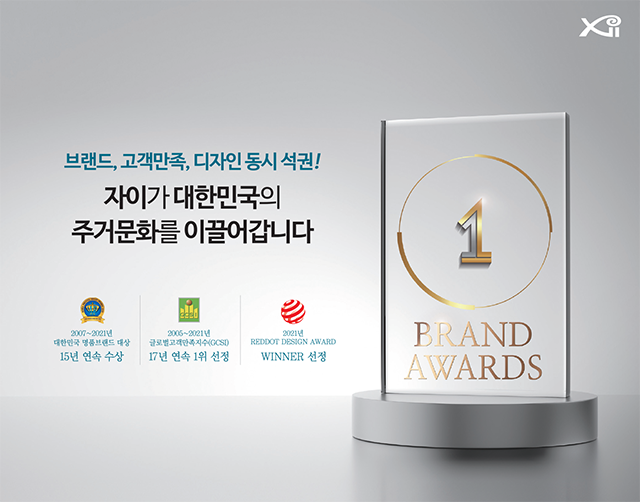 Xi
브랜드, 고객만족, 디자인 동시 석권!
자이가 대한민국의
주거문화를 이끌어갑니다
2007~2021년
대한민국 명품브랜드 대상
15년 연속 수상
2005~2021년
글로벌고객만족지수(GCSI)
17년 연속 1위 선정
2021년
REDDOT DESIGN AWARD
WINNER 선정
1
BRAND
AWARDS